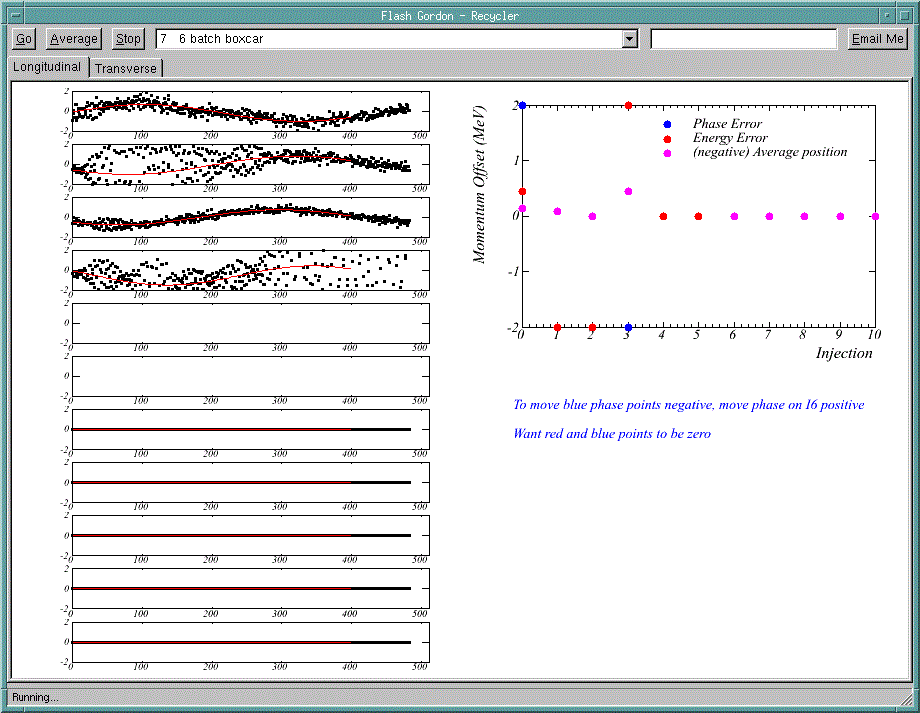 Flash Gordon - Recycler
Go Average Stop 7 6 batch boxcar Email Me
Longitudinal Transverse
2
0
-2
0 100 200 300 400 500
2
0
-2
0 100 200 300 400 500
2
0
-2
0 100 200 300 400 500
2
0
-2
0 100 200 300 400 500
2
0
-2
0 100 200 300 400 500
2
0
-2
0 100 200 300 400 500
2
0
-2
0 100 200 300 400 500
2
0
-2
0 100 200 300 400 500
2
0
-2
0 100 200 300 400 500
2
0
-2
0 100 200 300 400 500
2
0
-2
0 100 200 300 400 500
Momentum Offset (MeV)
2
1
0
-1
-2
Phase Error
Energy Error
(negative) Average position
0 1 2 3 4 5 6 7 8 9 10
Injection
To move blue phase points negative, move phase on I6 positive
Want red and blue points to be zero
Running...